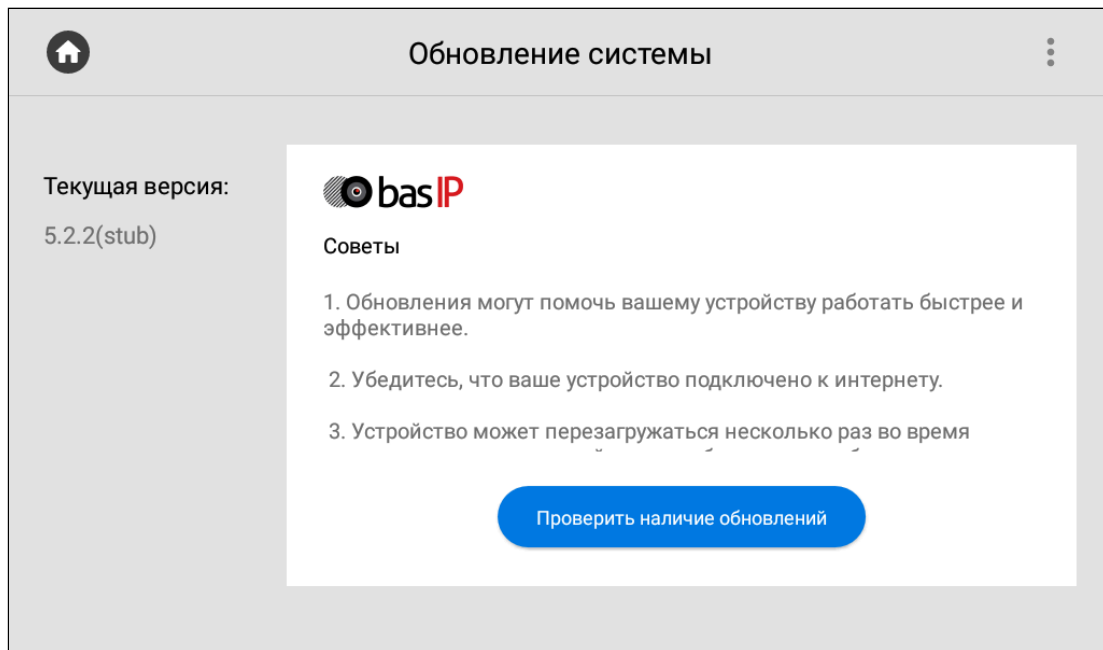 Обновление системы
Текущая версия:
5.2.2(stub)
bas IP
Советы
1. Обновления могут помочь вашему устройству работать быстрее и
эффективнее.
2. Убедитесь, что ваше устройство подключено к интернету.
3. Устройство может перезагружаться несколько раз во время
Проверить наличие обновлений